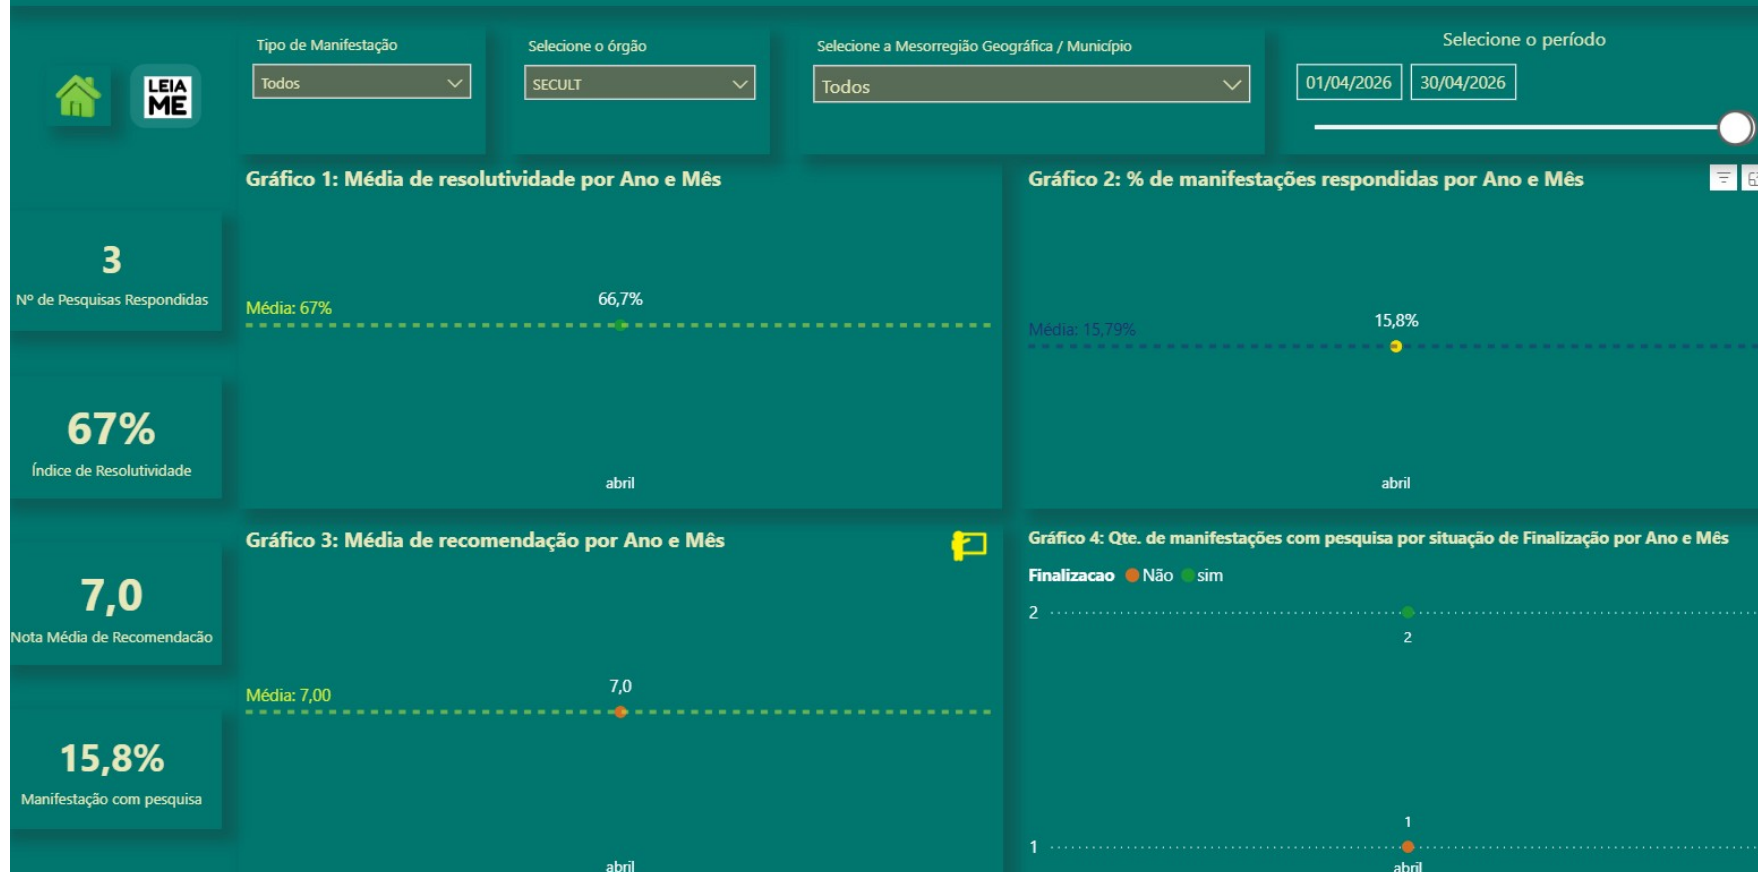 Tipo de Manifestação
Todos
Selecione o órgão
SECULT
Selecione a Mesorregião Geográfica / Município
Todos
Selecione o período
01/04/2026
30/04/2026
LEIA
ME
3
Nº de Pesquisas Respondidas
67%
Índice de Resolutividade
7,0
Nota Média de Recomendacão
15,8%
Manifestação com pesquisa
Gráfico 1: Média de resolutividade por Ano e Mês
Média: 67%
66,7%
abril
Gráfico 2: % de manifestações respondidas por Ano e Mês
Média: 15,79%
15,8%
abril
Gráfico 3: Média de recomendação por Ano e Mês
Média: 7,00
7,0
abril
Gráfico 4: Qte. de manifestações com pesquisa por situação de Finalização por Ano e Mês
Finalizacao Não sim
2
2
1
1
abril